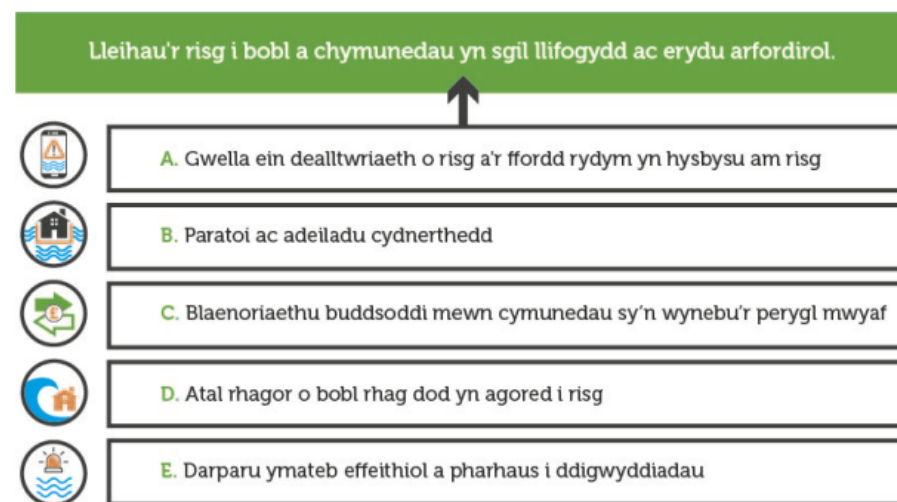 Lleihau'r risg i bobl a chymunedau yn sgil llifogydd ac erydu arfordirol.
A. Gwella ein dealltwriaeth o risg a'r ffordd rydym yn hysbysu am risg
B. Paratoi ac adeiladu cydnerthedd
C. Blaenoriaethu buddsoddi mewn cymunedau sy'n wynebu'r perygl mwyaf
D. Atal rhagor o bobl rhag dod yn agored i risg
E. Darparu ymateb effeithiol a pharhaus i ddigwyddiadau